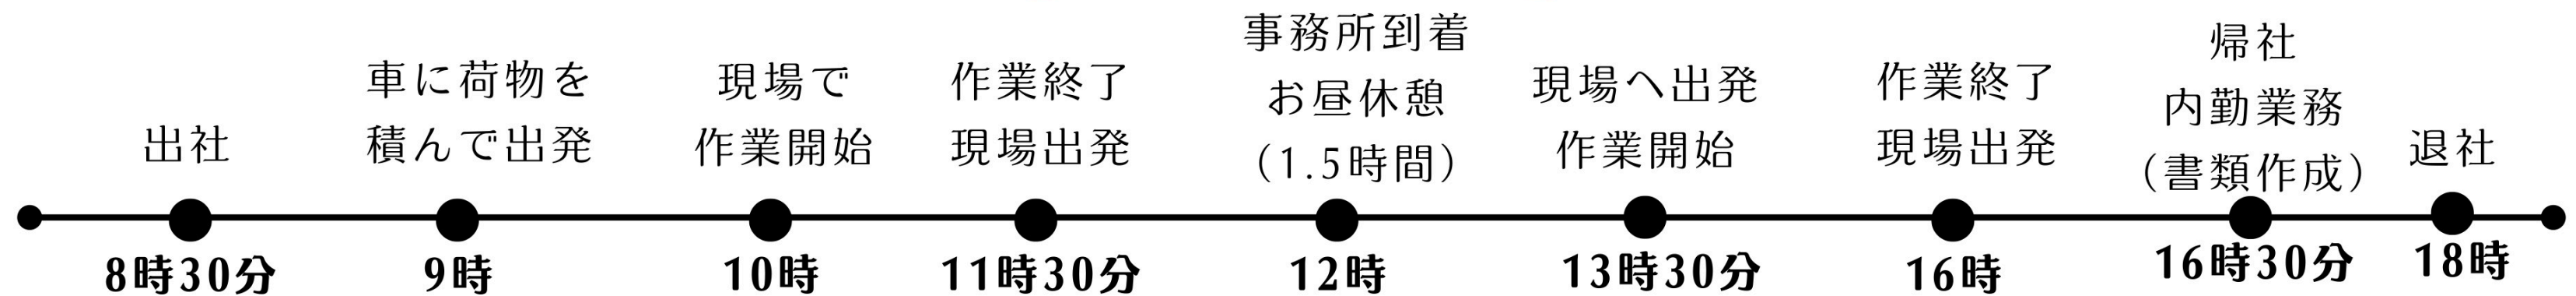 出社
8時30分
車に荷物を
積んで出発
9時
現場で
作業開始
10時
作業終了
現場出発
11時30分
事務所到着
お昼休憩
(1.5時間)
12時
現場へ出発
作業開始
13時30分
作業終了
現場出発
16時
帰社
内勤業務
(書類作成)
16時30分
退社
18時